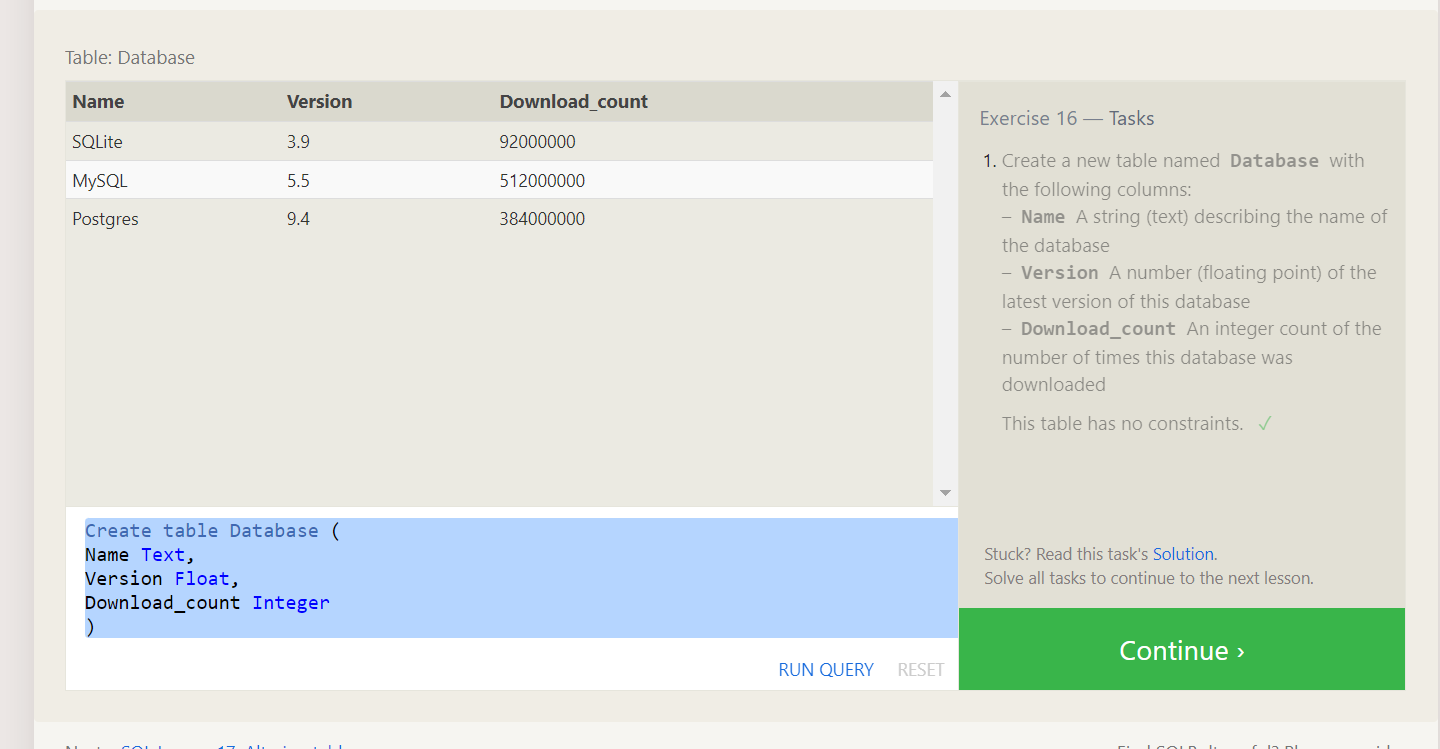 Table: Database
Name Version Download_count
SQLite 3.9 92000000
MySQL 5.5 512000000
Postgres 9.4 384000000
Create table Database (
Name Text,
Version Float,
Download_count Integer
)
RUN QUERY RESET
Exercise 16 — Tasks
1. Create a new table named Database with
the following columns:
– Name A string (text) describing the name of
the database
– Version A number (floating point) of the
latest version of this database
– Download_count An integer count of the
number of times this database was
downloaded
This table has no constraints. ✓
Stuck? Read this task's Solution.
Solve all tasks to continue to the next lesson.
Continue ›